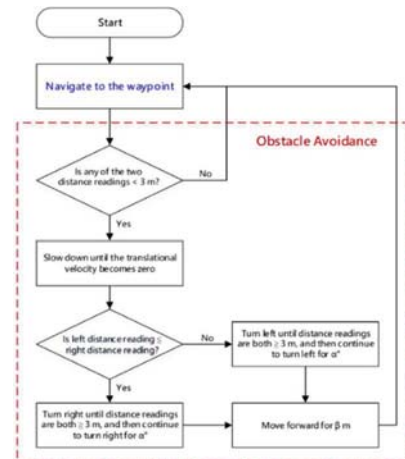 Start
Navigate to the waypoint
Obstacle Avoidance
Is any of the two
distance readings < 3 m?
No
Yes
Slow down until the translational
velocity becomes zero
Is left distance reading ≤
right distance reading?
No
Turn left until distance readings
are both ≥ 3 m, and then continue
to turn left for α°
Yes
Turn right until distance readings
are both ≥ 3 m, and then continue
to turn right for α°
Move forward for β m